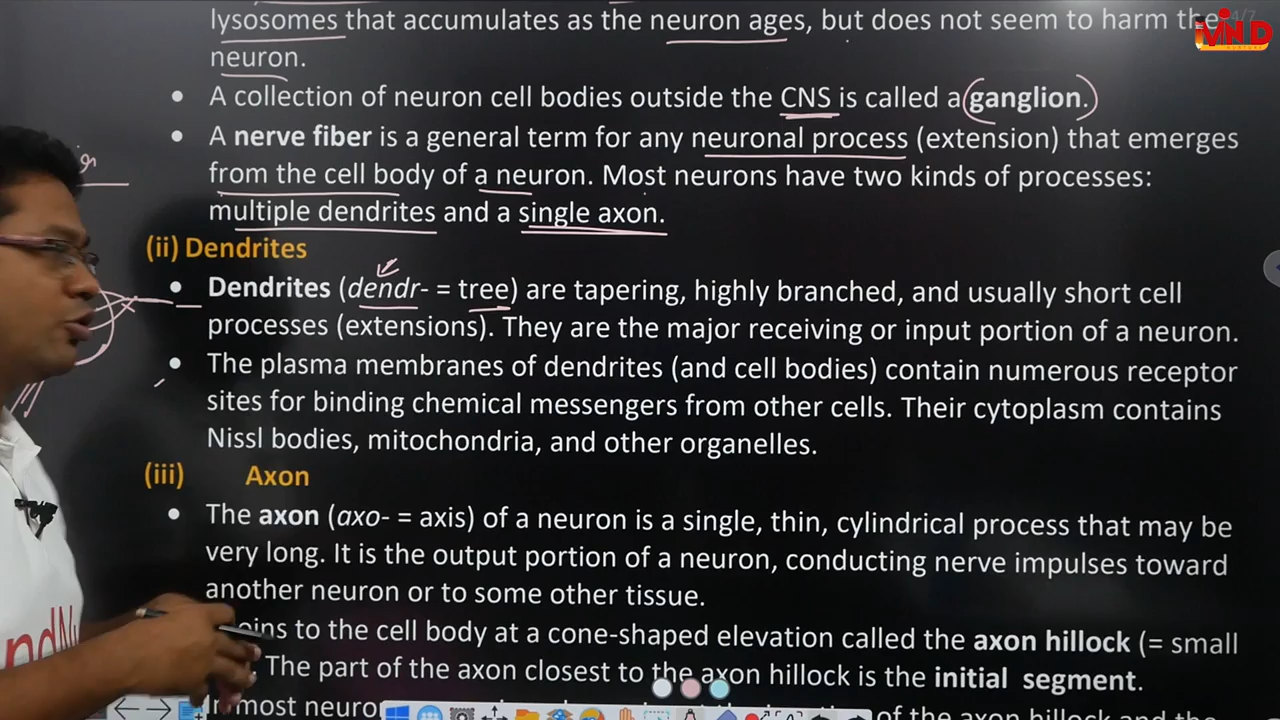 lysosomes that accumulates as the neuron ages, but does not seem to harm the
neuron.
• A collection of neuron cell bodies outside the CNS is called a ganglion.
• A nerve fiber is a general term for any neuronal process (extension) that emerges
from the cell body of a neuron. Most neurons have two kinds of processes:
multiple dendrites and a single axon.
(ii) Dendrites
• Dendrites (dendr- = tree) are tapering, highly branched, and usually short cell
processes (extensions). They are the major receiving or input portion of a neuron.
• The plasma membranes of dendrites (and cell bodies) contain numerous receptor
sites for binding chemical messengers from other cells. Their cytoplasm contains
Nissl bodies, mitochondria, and other organelles.
(iii) Axon
• The axon (axo- = axis) of a neuron is a single, thin, cylindrical process that may be
very long. It is the output portion of a neuron, conducting nerve impulses toward
another neuron or to some other tissue.
to the cell body at a cone-shaped elevation called the axon hillock (= small
The part of the axon closest to the axon hillock is the initial segment.
most
of the axon hillock and the